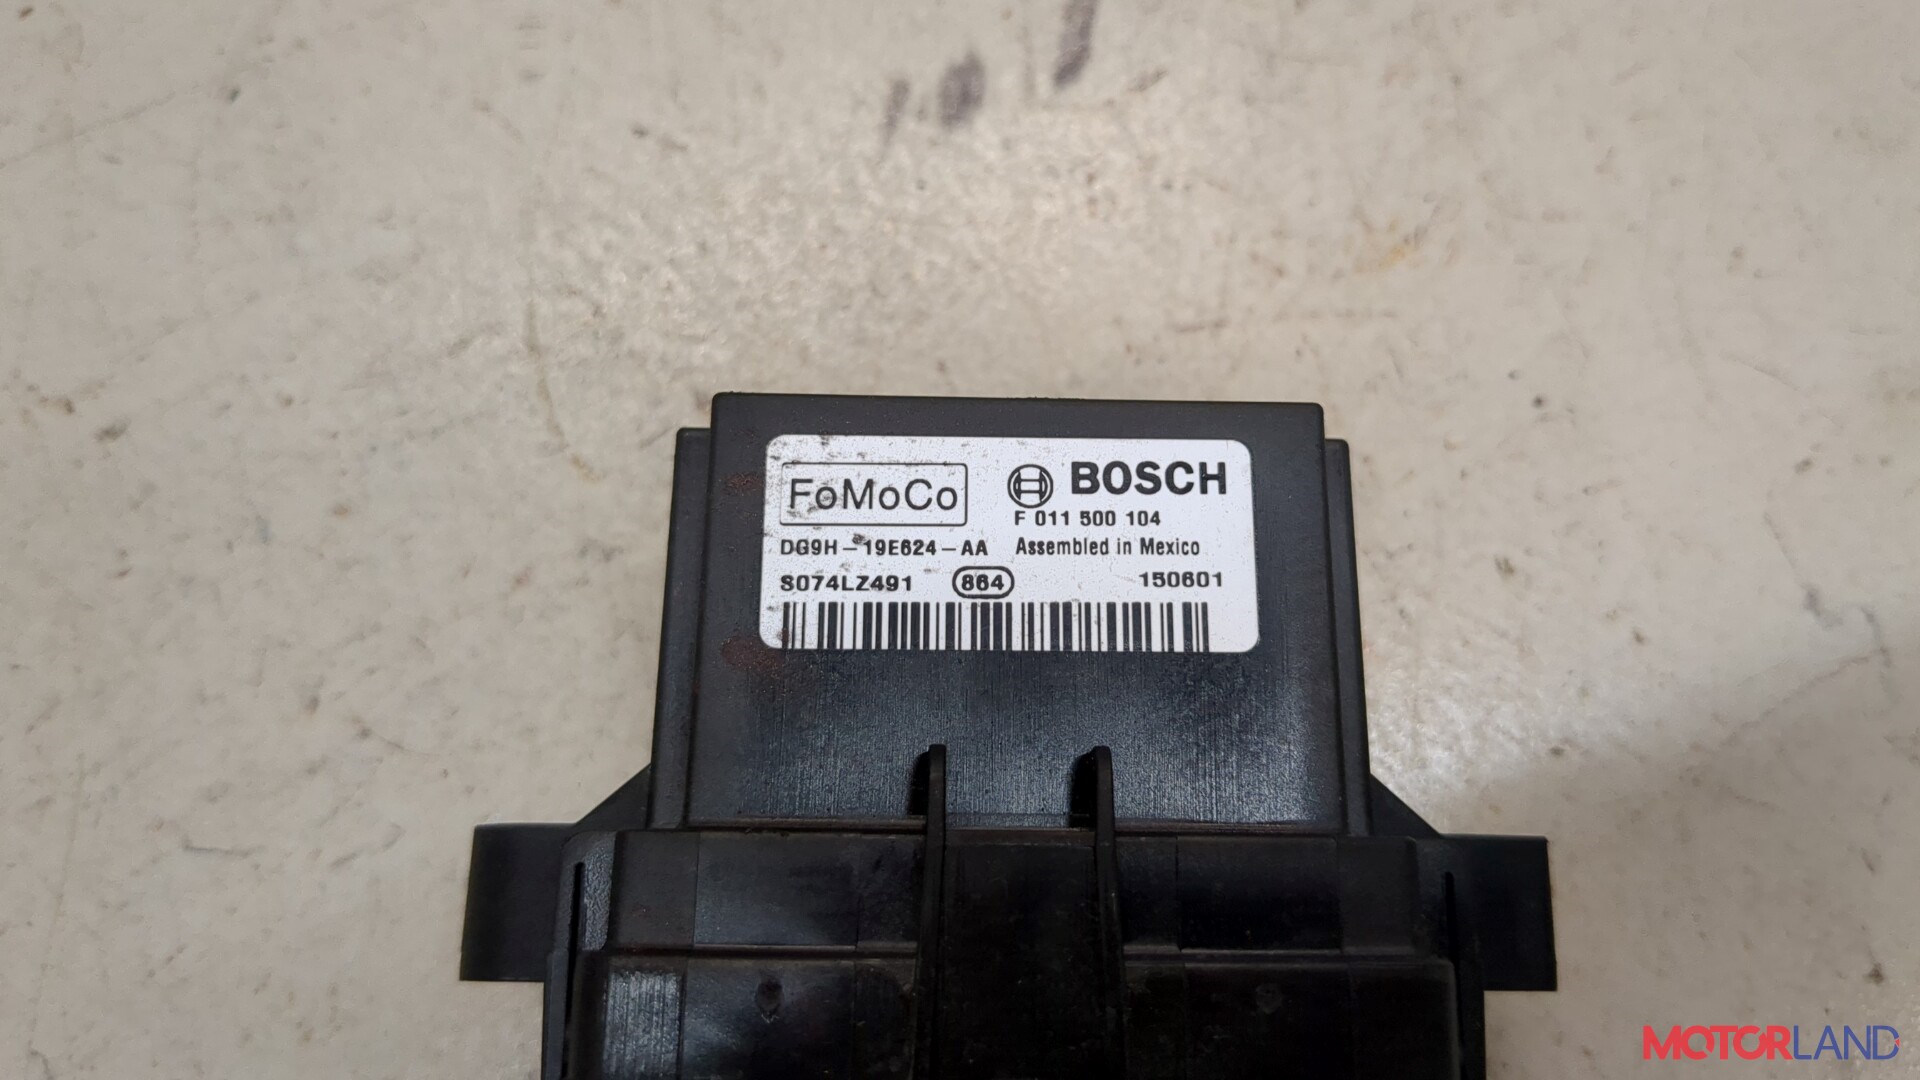 FoMoCo
BOSCH
F 011 500 104
DG9H-19E624-AA Assembled in Mexico
S074LZ491 864 150601
MOTORLAND